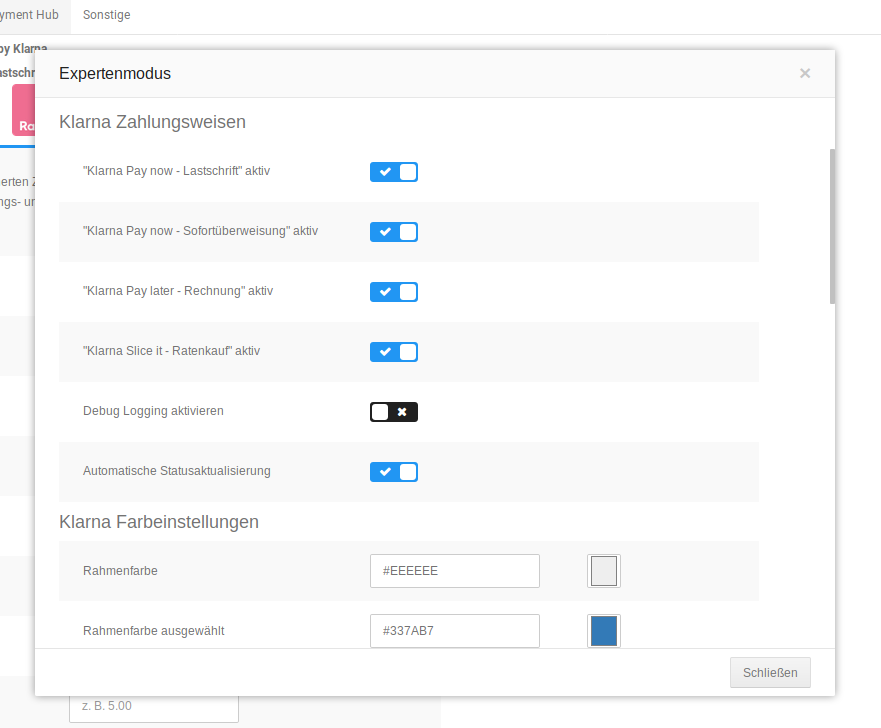 yment Hub
Sonstige
by Klarna
astschr
Ra
erten Z
ngs- un
Expertenmodus
Klarna Zahlungsweisen
"Klarna Pay now - Lastschrift" aktiv
"Klarna Pay now - Sofortüberweisung" aktiv
"Klarna Pay later - Rechnung" aktiv
"Klarna Slice it - Ratenkauf" aktiv
Debug Logging aktivieren
Automatische Statusaktualisierung
Klarna Farbeinstellungen
Rahmenfarbe
#EEEEEE
Rahmenfarbe ausgewählt
#337AB7
Schließen
z. B. 5.00